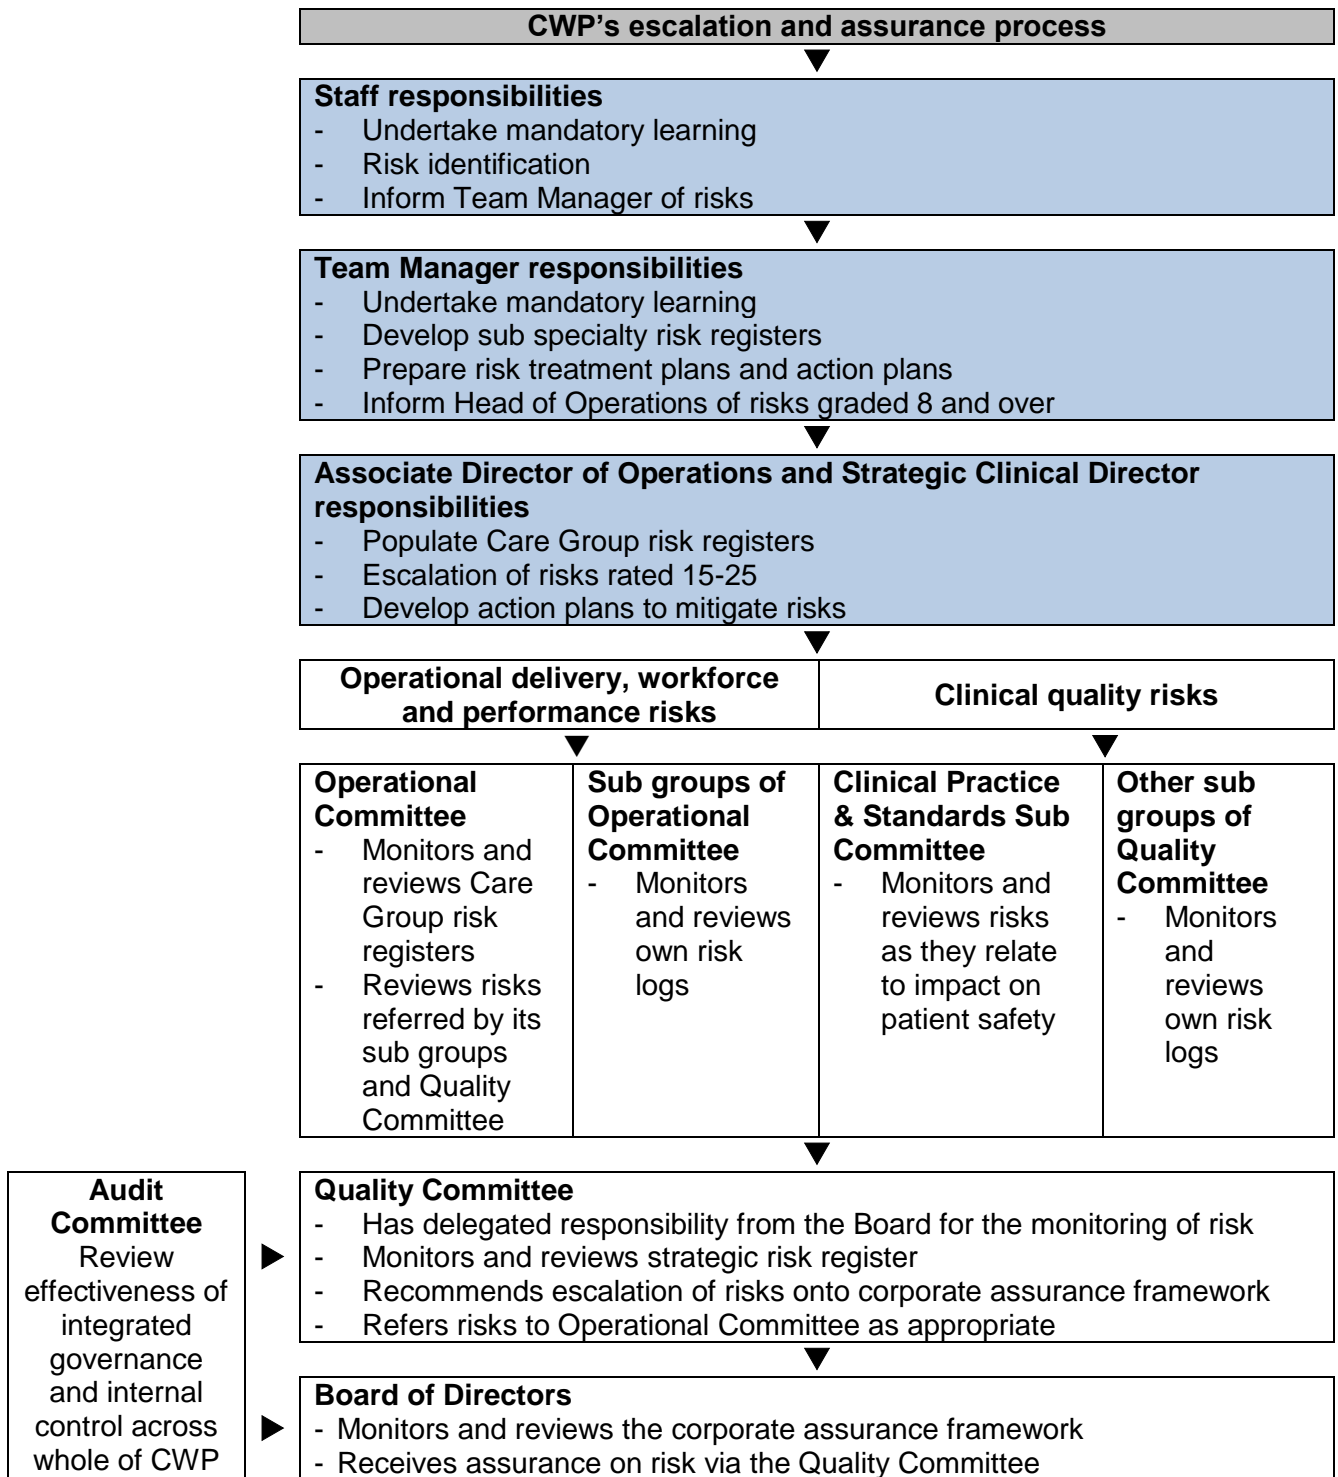 CWP’s escalation and assurance process
Staff responsibilities
- Undertake mandatory learning
- Risk identification
- Inform Team Manager of risks
Team Manager responsibilities
- Undertake mandatory learning
- Develop sub specialty risk registers
- Prepare risk treatment plans and action plans
- Inform Head of Operations of risks graded 8 and over
Associate Director of Operations and Strategic Clinical Director
responsibilities
- Populate Care Group risk registers
- Escalation of risks rated 15-25
- Develop action plans to mitigate risks
Operational delivery, workforce
and performance risks
Clinical quality risks
Operational
Committee
- Monitors and
reviews Care
Group risk
registers
- Reviews risks
referred by its
sub groups
and Quality
Committee
Sub groups of
Operational
Committee
- Monitors
and reviews
own risk
logs
Clinical Practice
& Standards Sub
Committee
- Monitors and
reviews risks
as they relate
to impact on
patient safety
Other sub
groups of
Quality
Committee
- Monitors
and
reviews
own risk
logs
Audit
Committee
Review
effectiveness of
integrated
governance
and internal
control across
whole of CWP
Quality Committee
- Has delegated responsibility from the Board for the monitoring of risk
- Monitors and reviews strategic risk register
- Recommends escalation of risks onto corporate assurance framework
- Refers risks to Operational Committee as appropriate
Board of Directors
- Monitors and reviews the corporate assurance framework
- Receives assurance on risk via the Quality Committee